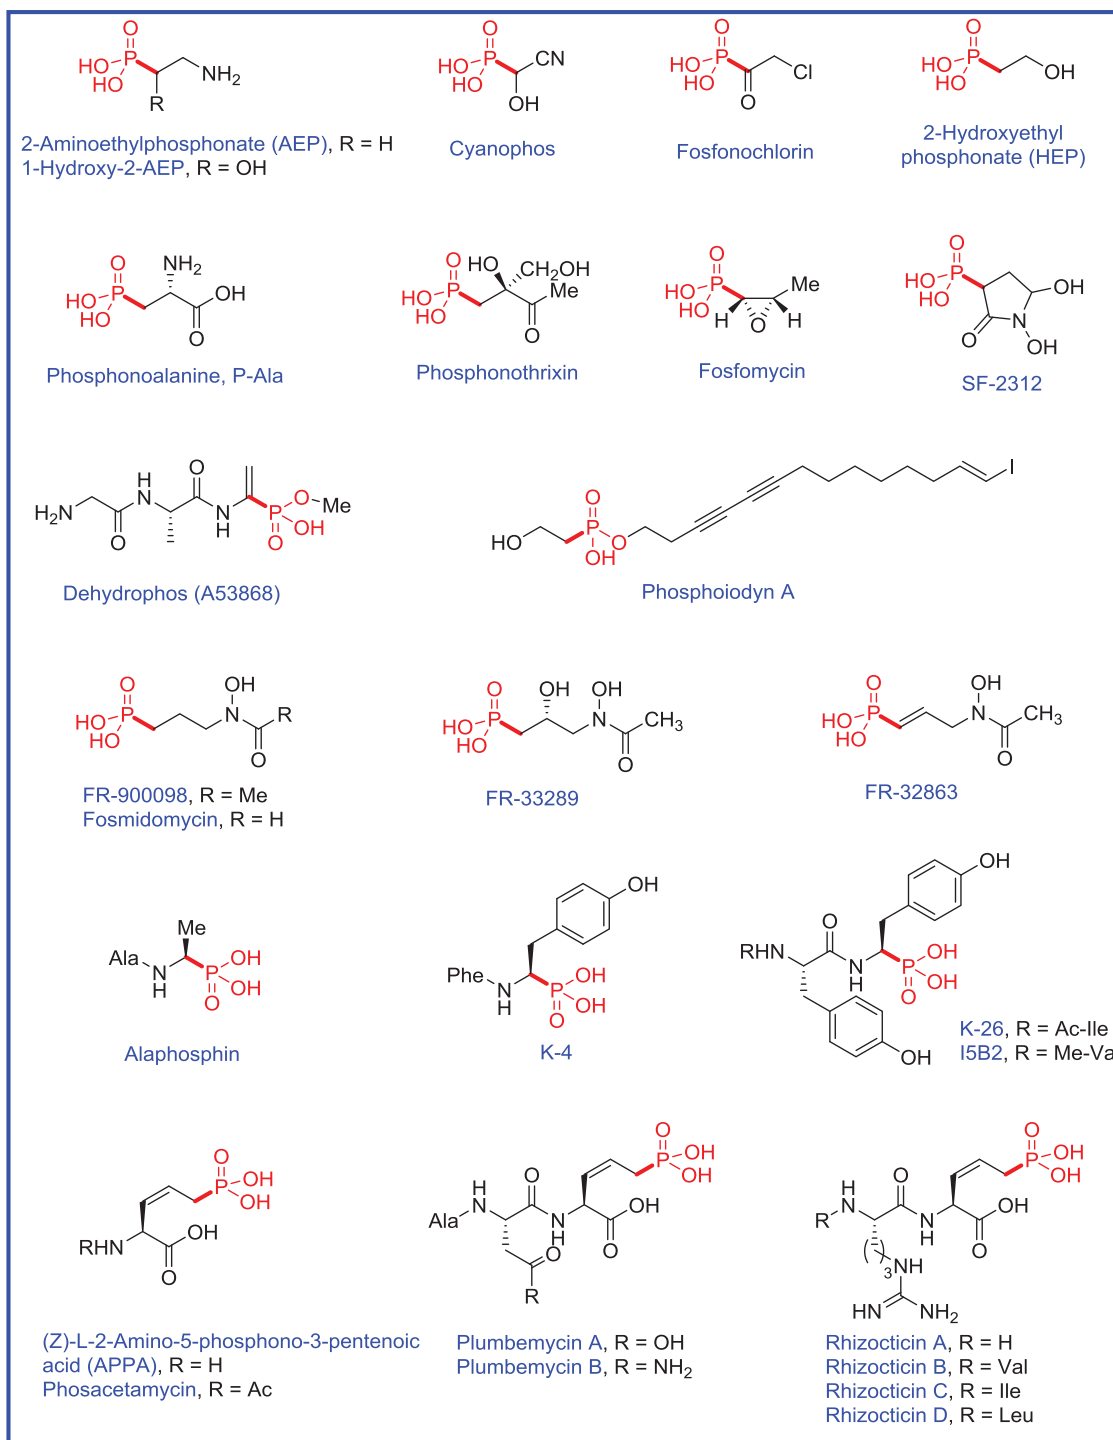 2-Aminoethylphosphonate (AEP), R = H
1-Hydroxy-2-AEP, R = OH
Cyanophos
Fosfonochlorin
2-Hydroxyethyl
phosphonate (HEP)
Phosphonoalanine, P-Ala
Phosphonothrixin
Fosfomycin
SF-2312
Dehydrophos (A53868)
Phosphoiodyn A
FR-900098, R = Me
Fosmidomycin, R = H
FR-33289
FR-32863
Alaphosphin
K-4
K-26, R = Ac-Ile
I5B2, R = Me-Va
(Z)-L-2-Amino-5-phosphono-3-pentenoic
acid (APPA), R = H
Phosacetamycin, R = Ac
Plumbemycin A, R = OH
Plumbemycin B, R = NH2
Rhizocticin A, R = H
Rhizocticin B, R = Val
Rhizocticin C, R = Ile
Rhizocticin D, R = Leu